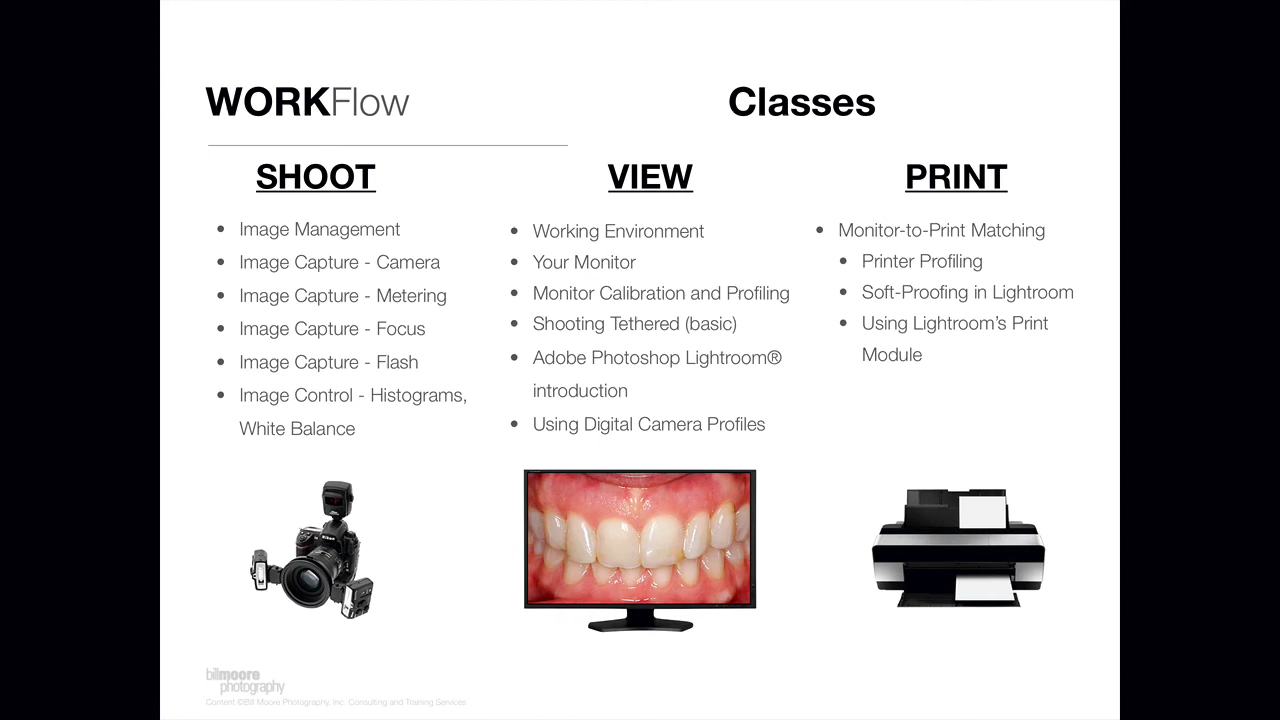 WORKFlow
Classes
SHOOT
• Image Management
• Image Capture - Camera
• Image Capture - Metering
• Image Capture - Focus
• Image Capture - Flash
• Image Control - Histograms,
White Balance
VIEW
• Working Environment
• Your Monitor
• Monitor Calibration and Profiling
• Shooting Tethered (basic)
• Adobe Photoshop Lightroom®
introduction
• Using Digital Camera Profiles
PRINT
• Monitor-to-Print Matching
• Printer Profiling
• Soft-Proofing in Lightroom
• Using Lightroom’s Print
Module
Nikon
billmoore
photography
Content ©Bill Moore Photography, Inc. Consulting and Training Services